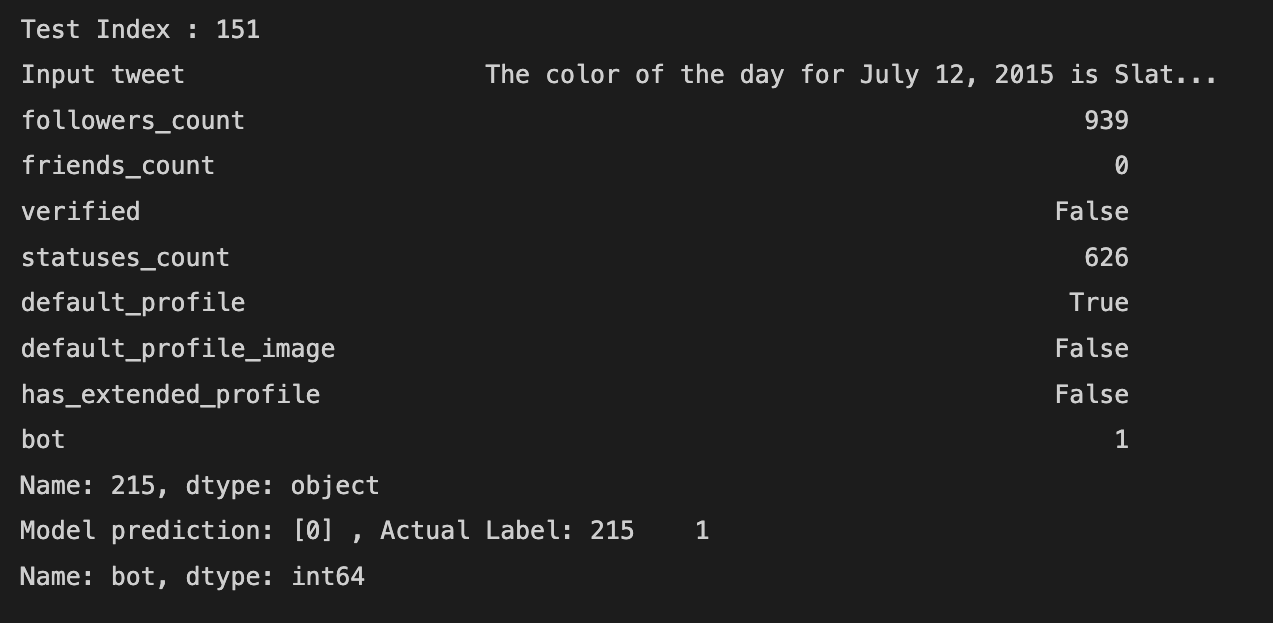 Test Index : 151
Input tweet The color of the day for July 12, 2015 is Slat...
followers_count 939
friends_count 0
verified False
statuses_count 626
default_profile True
default_profile_image False
has_extended_profile False
bot 1
Name: 215, dtype: object
Model prediction: [0] , Actual Label: 215 1
Name: bot, dtype: int64